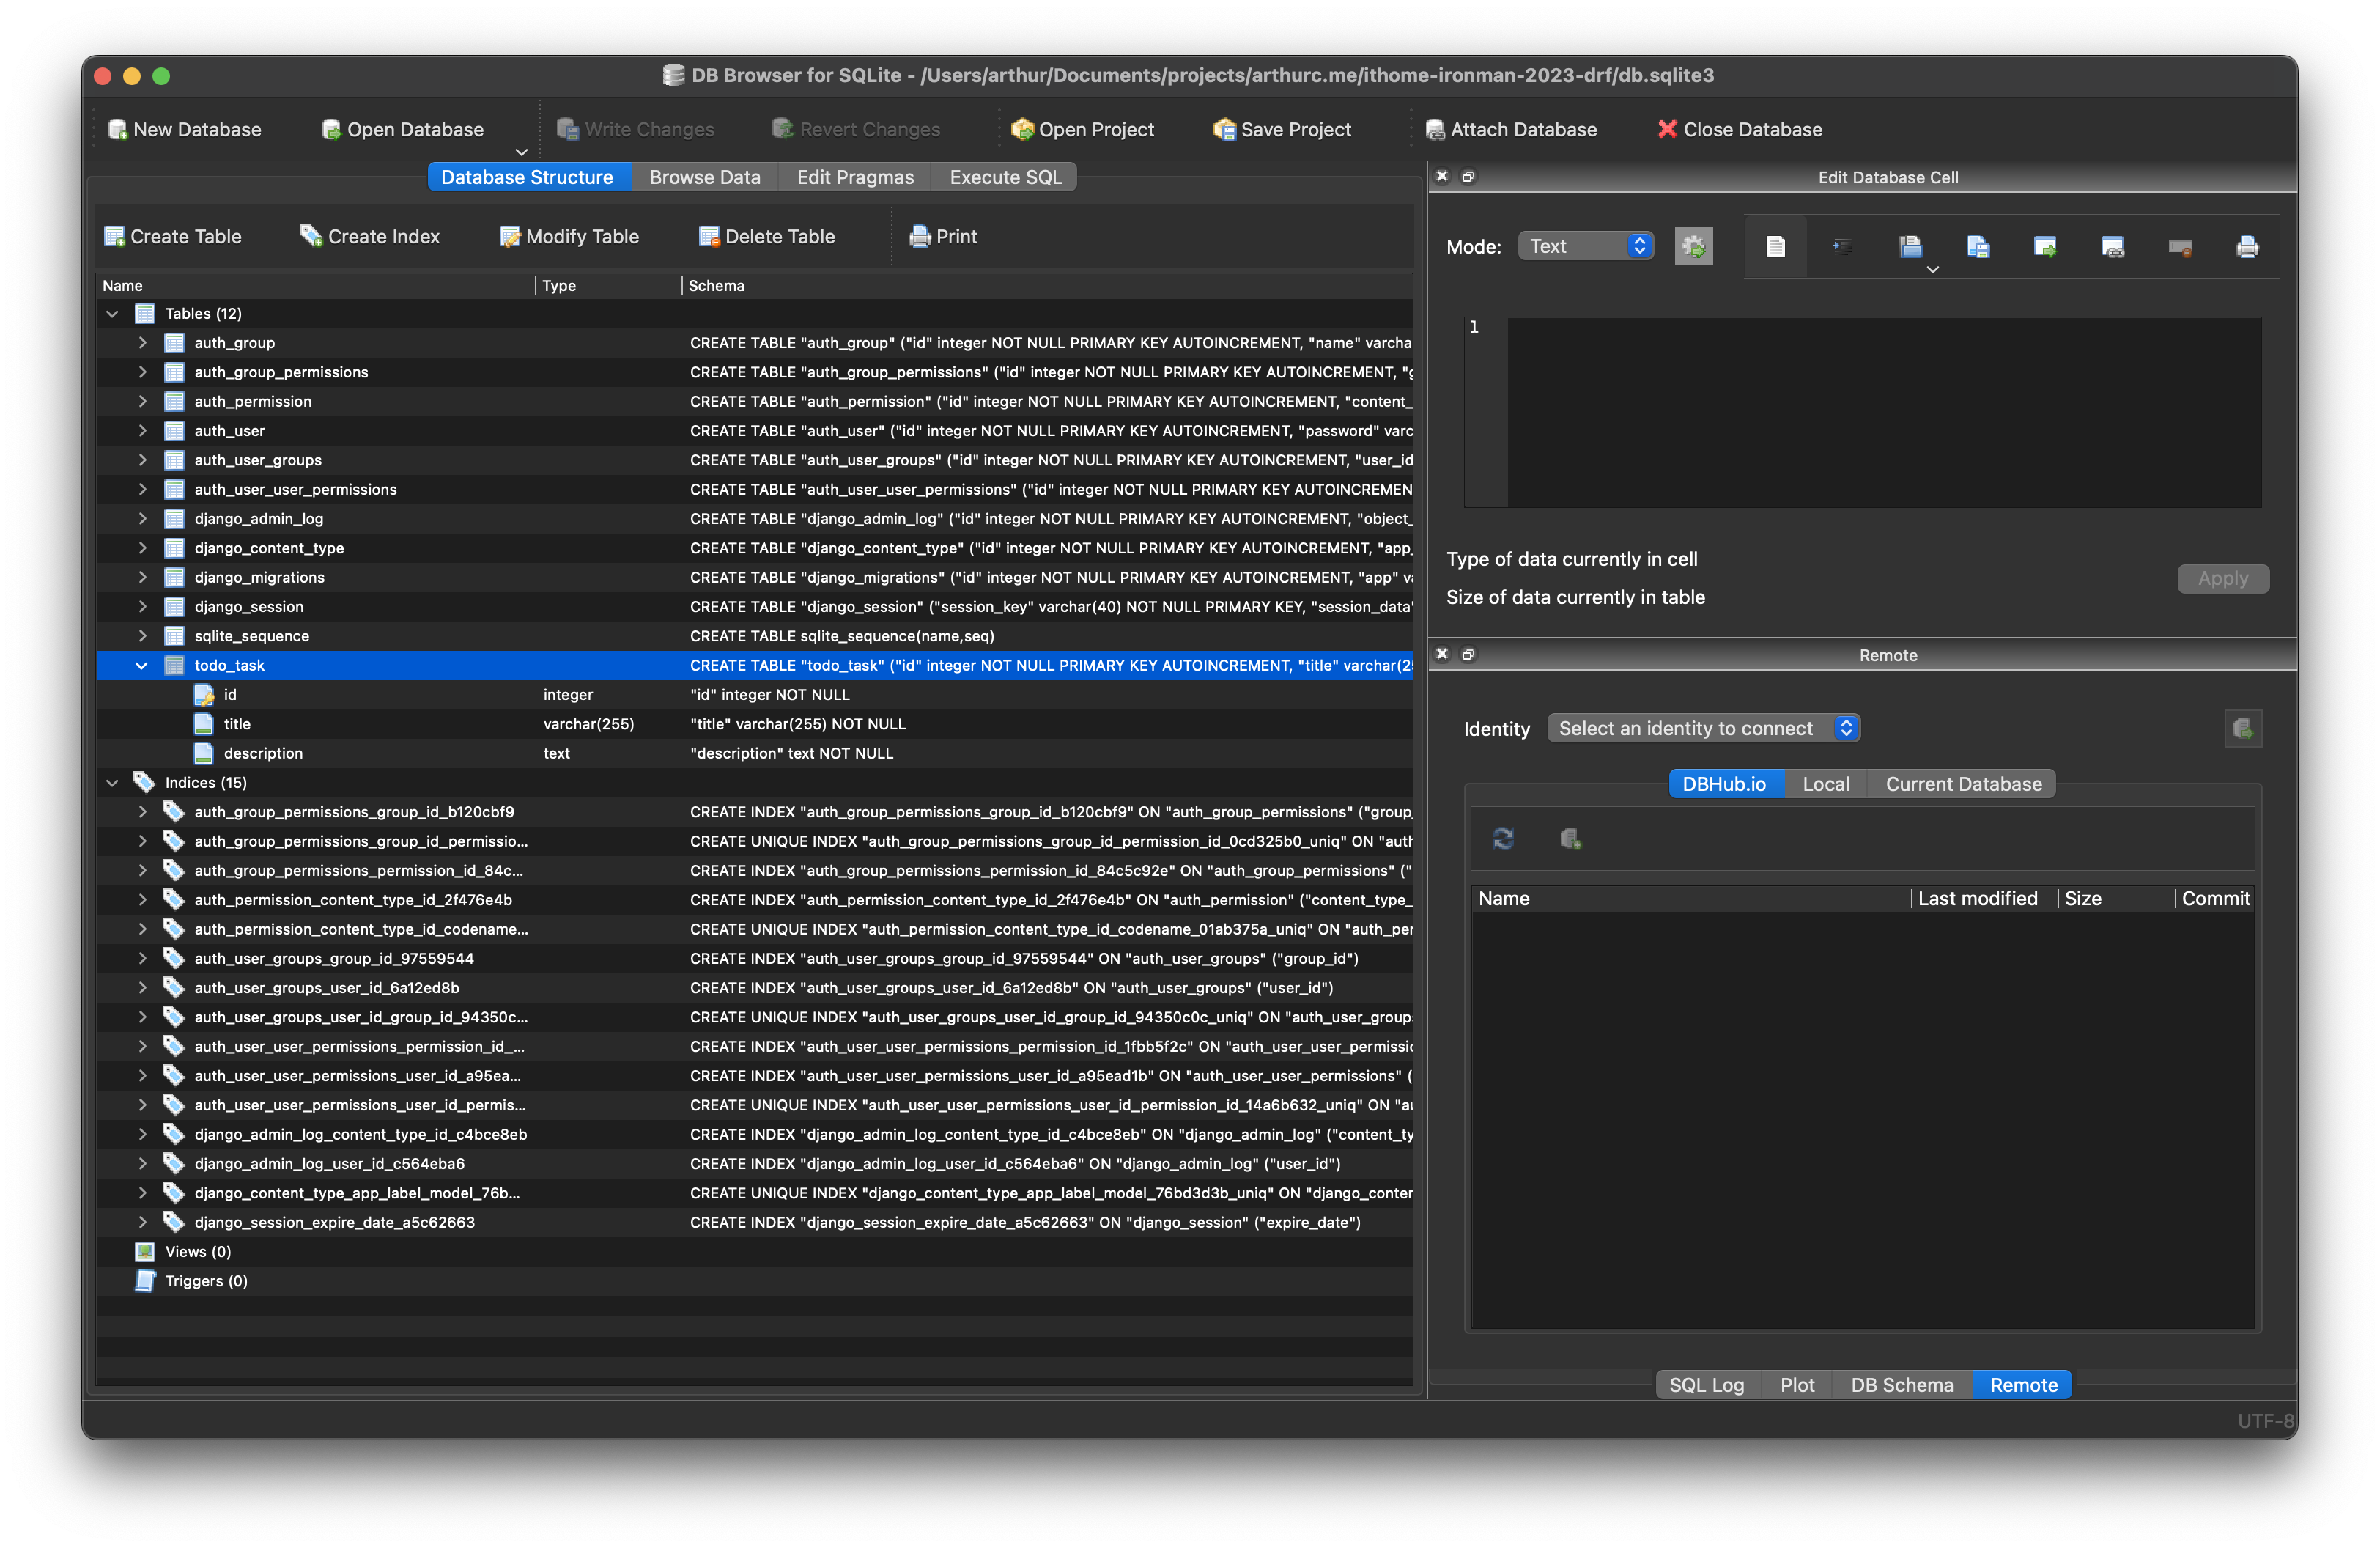 DB Browser for SQLite - /Users/arthur/Documents/projects/arthurc.me/ithome-ironman-2023-drf/db.sqlite3
New Database Open Database Write Changes Revert Changes Open Project Save Project Attach Database Close Database
Database Structure Browse Data Edit Pragmas Execute SQL
Create Table Create Index Modify Table Delete Table Print
Name Type Schema
Tables (12)
auth_group CREATE TABLE "auth_group" ("id" integer NOT NULL PRIMARY KEY AUTOINCREMENT, "name" varcha
auth_group_permissions CREATE TABLE "auth_group_permissions" ("id" integer NOT NULL PRIMARY KEY AUTOINCREMENT, "g
auth_permission CREATE TABLE "auth_permission" ("id" integer NOT NULL PRIMARY KEY AUTOINCREMENT, "content_
auth_user CREATE TABLE "auth_user" ("id" integer NOT NULL PRIMARY KEY AUTOINCREMENT, "password" varc
auth_user_groups CREATE TABLE "auth_user_groups" ("id" integer NOT NULL PRIMARY KEY AUTOINCREMENT, "user_id
auth_user_user_permissions CREATE TABLE "auth_user_user_permissions" ("id" integer NOT NULL PRIMARY KEY AUTOINCREMEN
django_admin_log CREATE TABLE "django_admin_log" ("id" integer NOT NULL PRIMARY KEY AUTOINCREMENT, "object_
django_content_type CREATE TABLE "django_content_type" ("id" integer NOT NULL PRIMARY KEY AUTOINCREMENT, "app_
django_migrations CREATE TABLE "django_migrations" ("id" integer NOT NULL PRIMARY KEY AUTOINCREMENT, "app" va
django_session CREATE TABLE "django_session" ("session_key" varchar(40) NOT NULL PRIMARY KEY, "session_data"
sqlite_sequence CREATE TABLE sqlite_sequence(name,seq)
todo_task CREATE TABLE "todo_task" ("id" integer NOT NULL PRIMARY KEY AUTOINCREMENT, "title" varchar(25
id integer "id" integer NOT NULL
title varchar(255) "title" varchar(255) NOT NULL
description text "description" text NOT NULL
Indices (15)
auth_group_permissions_group_id_b120cbf9 CREATE INDEX "auth_group_permissions_group_id_b120cbf9" ON "auth_group_permissions" ("group_
auth_group_permissions_group_id_permissio... CREATE UNIQUE INDEX "auth_group_permissions_group_id_permission_id_0cd325b0_uniq" ON "auth
auth_group_permissions_permission_id_84c... CREATE INDEX "auth_group_permissions_permission_id_84c5c92e" ON "auth_group_permissions" ("
auth_permission_content_type_id_2f476e4b CREATE INDEX "auth_permission_content_type_id_2f476e4b" ON "auth_permission" ("content_type_
auth_permission_content_type_id_codename... CREATE UNIQUE INDEX "auth_permission_content_type_id_codename_01ab375a_uniq" ON "auth_per
auth_user_groups_group_id_97559544 CREATE INDEX "auth_user_groups_group_id_97559544" ON "auth_user_groups" ("group_id")
auth_user_groups_user_id_6a12ed8b CREATE INDEX "auth_user_groups_user_id_6a12ed8b" ON "auth_user_groups" ("user_id")
auth_user_groups_user_id_group_id_94350c... CREATE UNIQUE INDEX "auth_user_groups_user_id_group_id_94350c0c_uniq" ON "auth_user_group
auth_user_user_permissions_permission_id_... CREATE INDEX "auth_user_user_permissions_permission_id_1fbb5f2c" ON "auth_user_user_permissio
auth_user_user_permissions_user_id_a95ea... CREATE INDEX "auth_user_user_permissions_user_id_a95ead1b" ON "auth_user_user_permissions" (
auth_user_user_permissions_user_id_permis... CREATE UNIQUE INDEX "auth_user_user_permissions_user_id_permission_id_14a6b632_uniq" ON "au
django_admin_log_content_type_id_c4bce8eb CREATE INDEX "django_admin_log_content_type_id_c4bce8eb" ON "django_admin_log" ("content_ty
django_admin_log_user_id_c564eba6 CREATE INDEX "django_admin_log_user_id_c564eba6" ON "django_admin_log" ("user_id")
django_content_type_app_label_model_76b... CREATE UNIQUE INDEX "django_content_type_app_label_model_76bd3d3b_uniq" ON "django_conter
django_session_expire_date_a5c62663 CREATE INDEX "django_session_expire_date_a5c62663" ON "django_session" ("expire_date")
Views (0)
Triggers (0)
Edit Database Cell
Mode: Text
1
Type of data currently in cell
Size of data currently in table
Apply
Remote
Identity Select an identity to connect
DBHub.io Local Current Database
Name Last modified Size Commit
SQL Log Plot DB Schema Remote
UTF-8